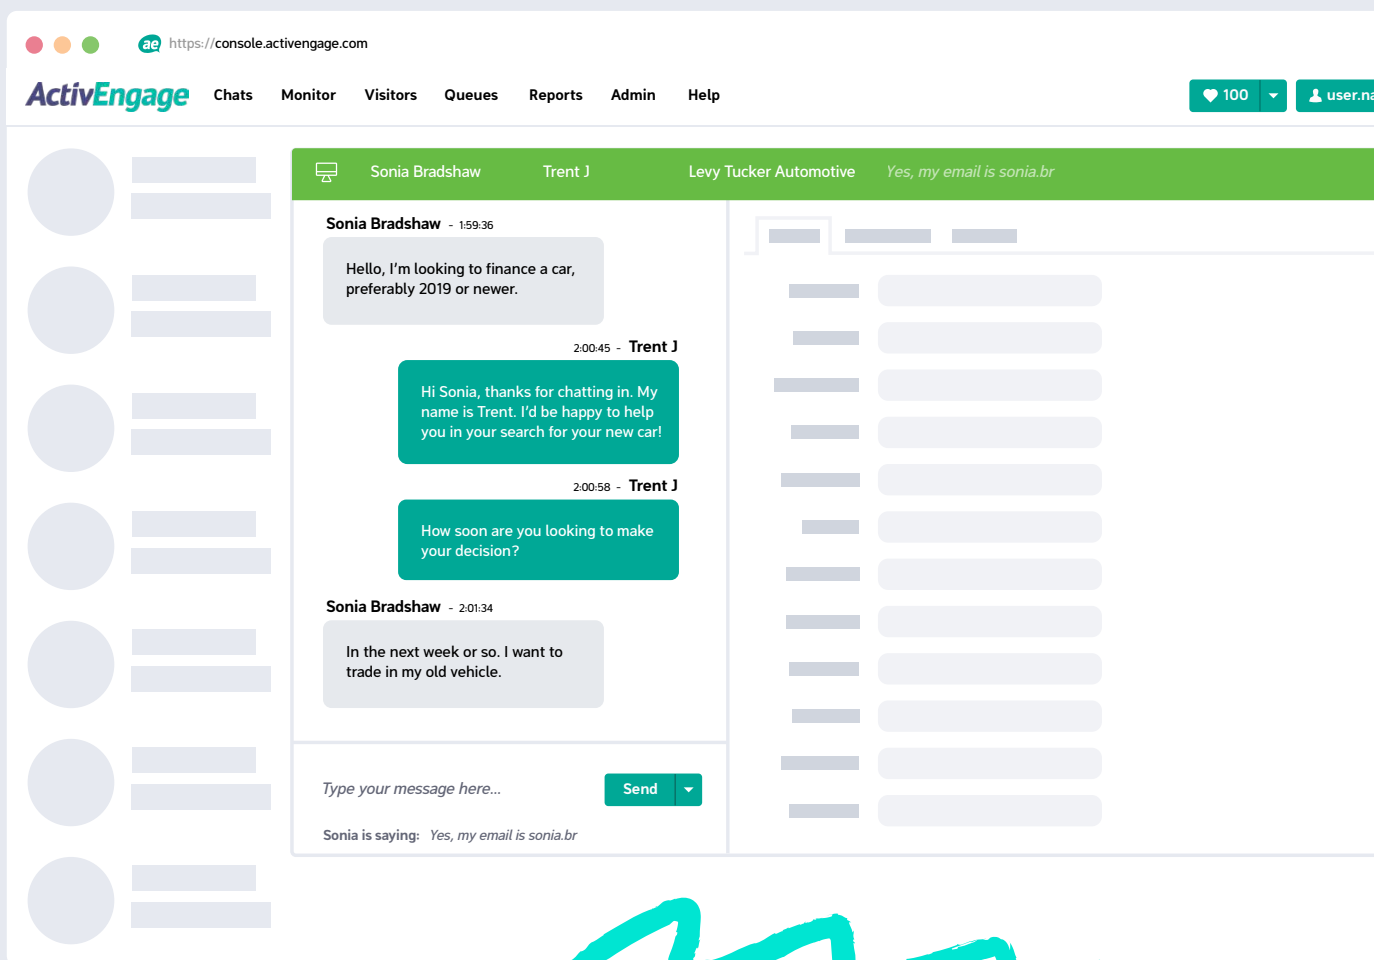 ae https://console.activengage.com
ActivEngage Chats Monitor Visitors Queues Reports Admin Help 100 user.na
Sonia Bradshaw Trent J Levy Tucker Automotive Yes, my email is sonia.br
Sonia Bradshaw - 1:59:36
Hello, I'm looking to finance a car,
preferably 2019 or newer.
2:00:45 - Trent J
Hi Sonia, thanks for chatting in. My
name is Trent. I'd be happy to help
you in your search for your new car!
2:00:58 - Trent J
How soon are you looking to make
your decision?
Sonia Bradshaw - 2:01:34
In the next week or so. I want to
trade in my old vehicle.
Type your message here... Send
Sonia is saying: Yes, my email is sonia.br